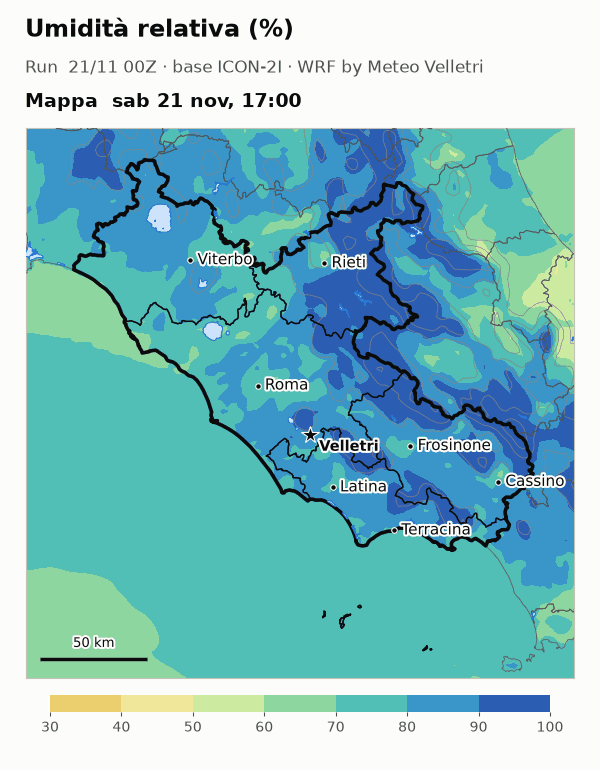 Umidità relativa (%)
Run  21/11 00Z · base ICON-2I · WRF by Meteo Velletri
Mappa  sab 21 nov, 17:00
Viterbo
Rieti
Roma
Velletri
Frosinone
Latina
Cassino
Terracina
50 km
30 40 50 60 70 80 90 100